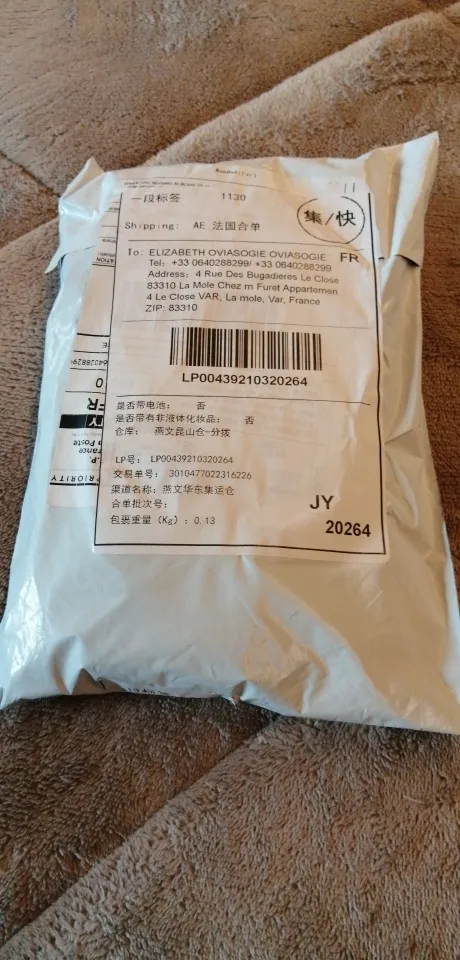 一段标签 1130
集/快
Shipping: AE 法国合单
To: ELIZABETH OVIASOGIE OVIASOGIE FR
Tel: +33 0640288299/ +33 0640288299
Address: 4 Rue Des Bugadieres Le Close
83310 La Mole Chez m Furet Appartemen
4 Le Close VAR, La mole, Var, France
ZIP: 83310
LP00439210320264
是否带电池: 否
是否带有非液体化妆品: 否
仓库: 燕文昆山仓-分拨
LP号: LP00439210320264
交易单号: 3010477022316226
渠道名称: 燕文华东集运仓
合单批次号:
包裹重量 (Kg): 0.13
JY
20264
FR
PRIORITY